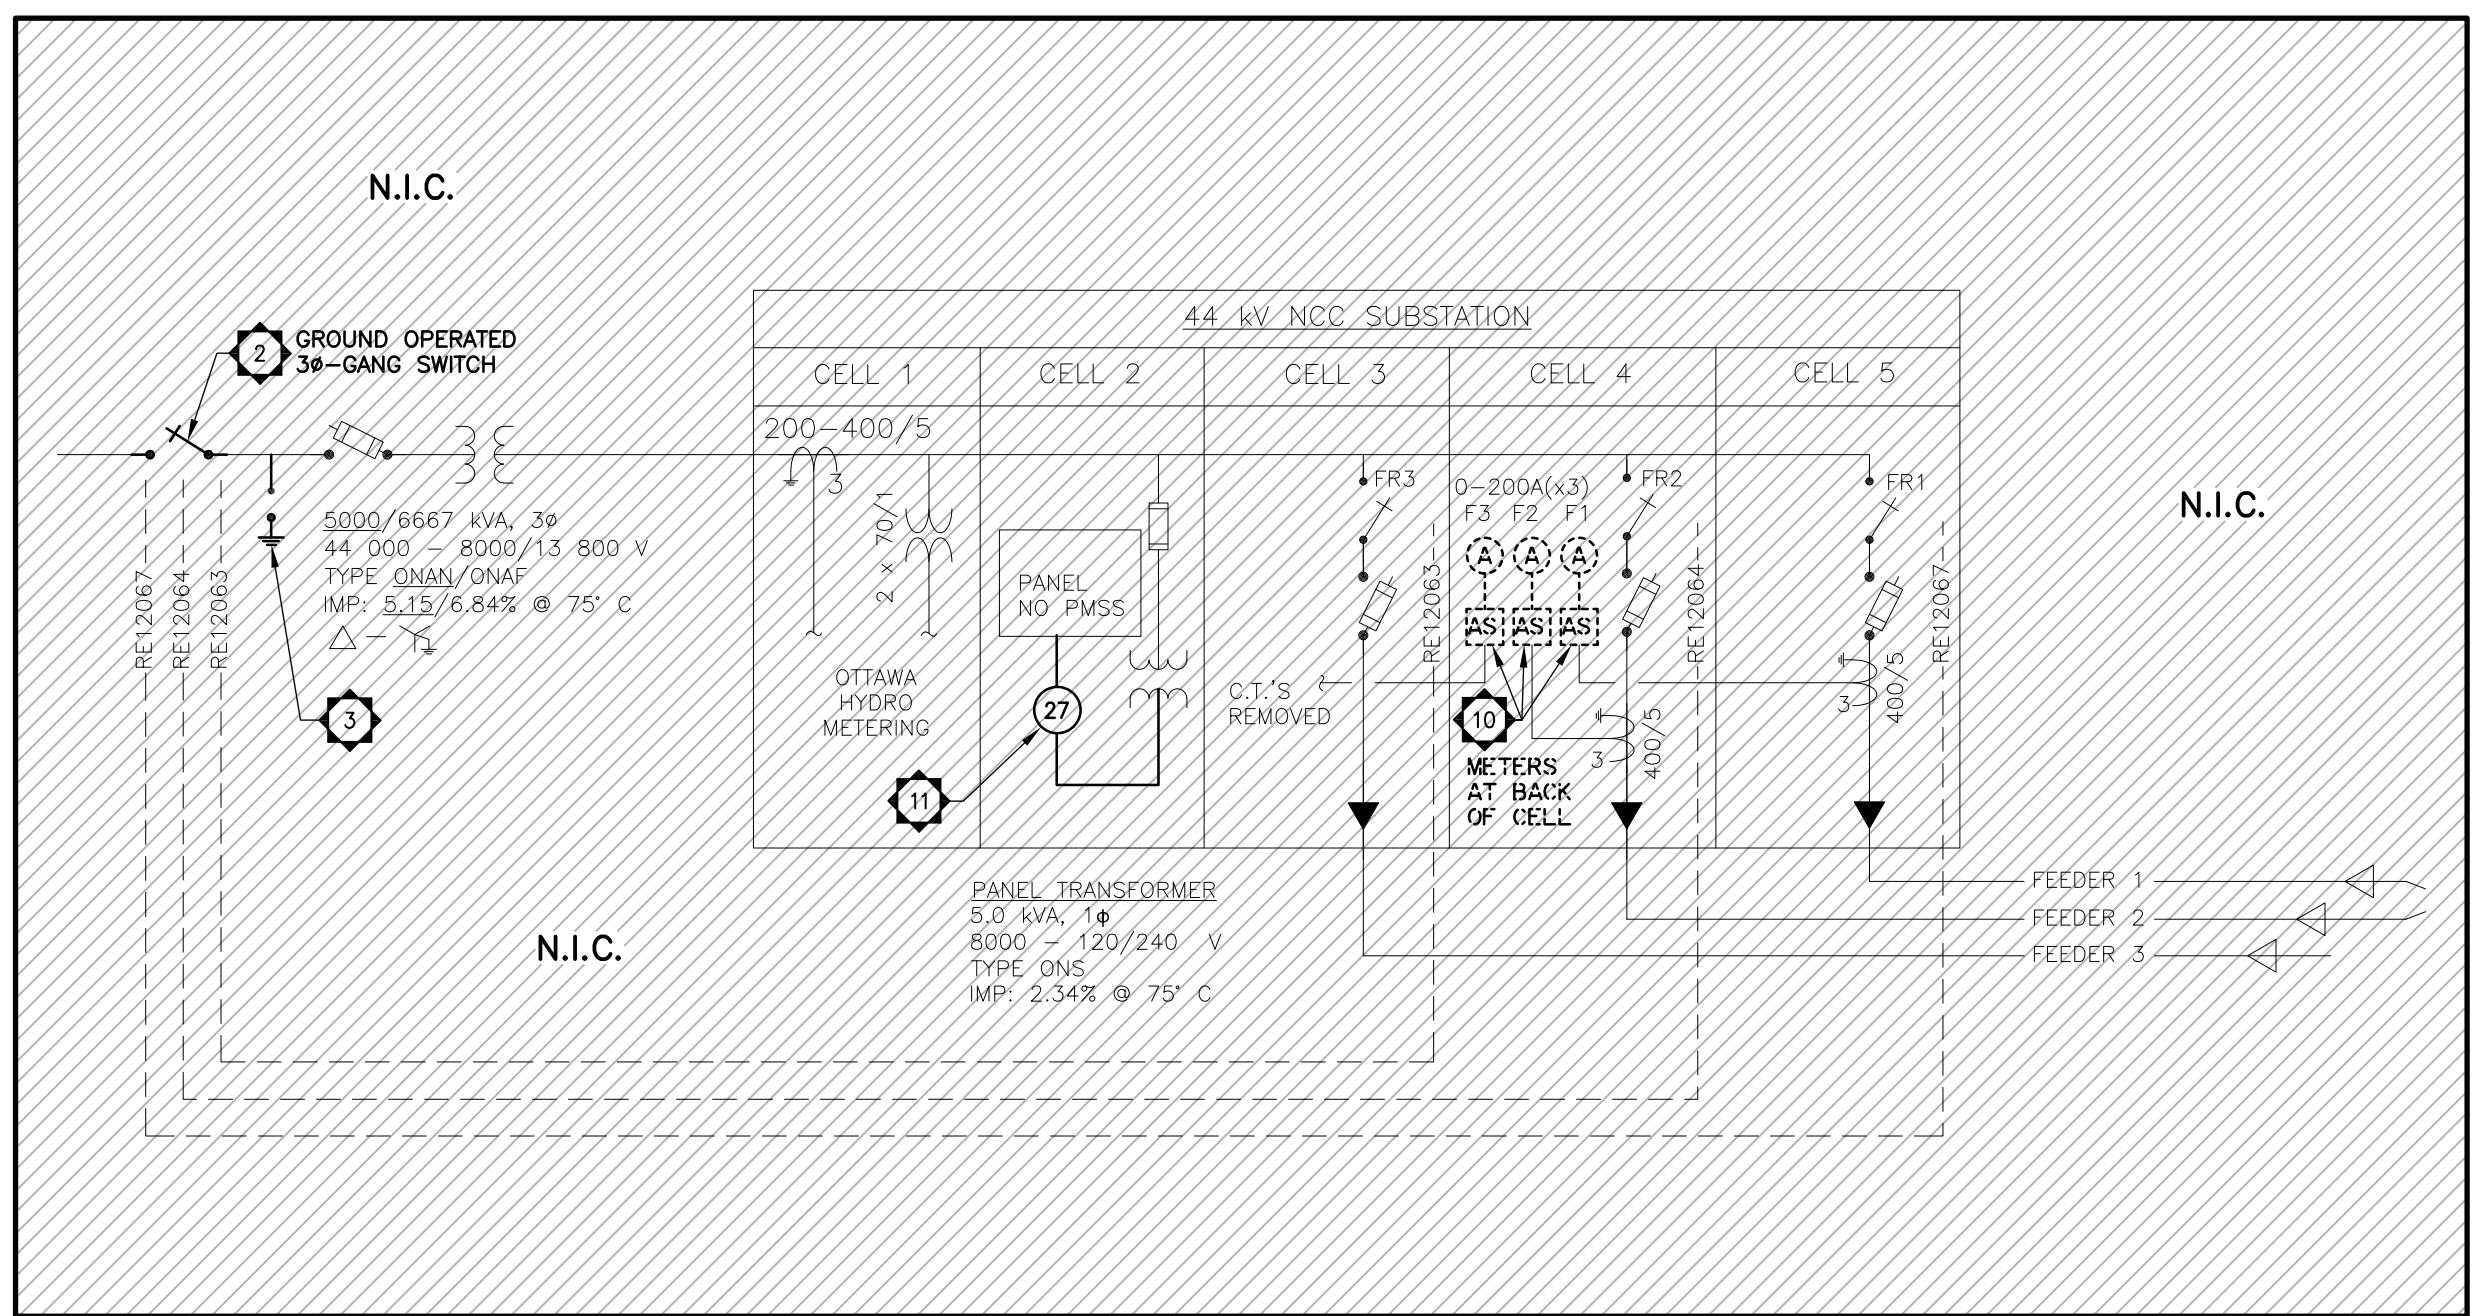 N.I.C.
44 kV NCC SUBSTATION
2
GROUND OPERATED
3ø-GANG SWITCH
CELL 1
CELL 2
CELL 3
CELL 4
CELL 5
200-400/5
3
2 x 70/1
FR3
0-200A(x3)
F3
F2
F1
FR2
FR1
N.I.C.
5000/6667 kVA, 3ø
44 000 - 8000/13 800 V
TYPE ONAN/ONAF
IMP: 5.15/6.84% @ 75° C
RE12067
RE12064
RE12063
A
A
A
PANEL
NO PMSS
AS
AS
AS
RE12063
RE12064
RE12067
OTTAWA
HYDRO
METERING
C.T.'S
REMOVED
3
27
10
3
400/5
3
400/5
METERS
AT BACK
OF CELL
11
PANEL TRANSFORMER
5.0 kVA, 1ɸ
8000 - 120/240 V
TYPE ONS
IMP: 2.34% @ 75° C
FEEDER 1
FEEDER 2
FEEDER 3
N.I.C.